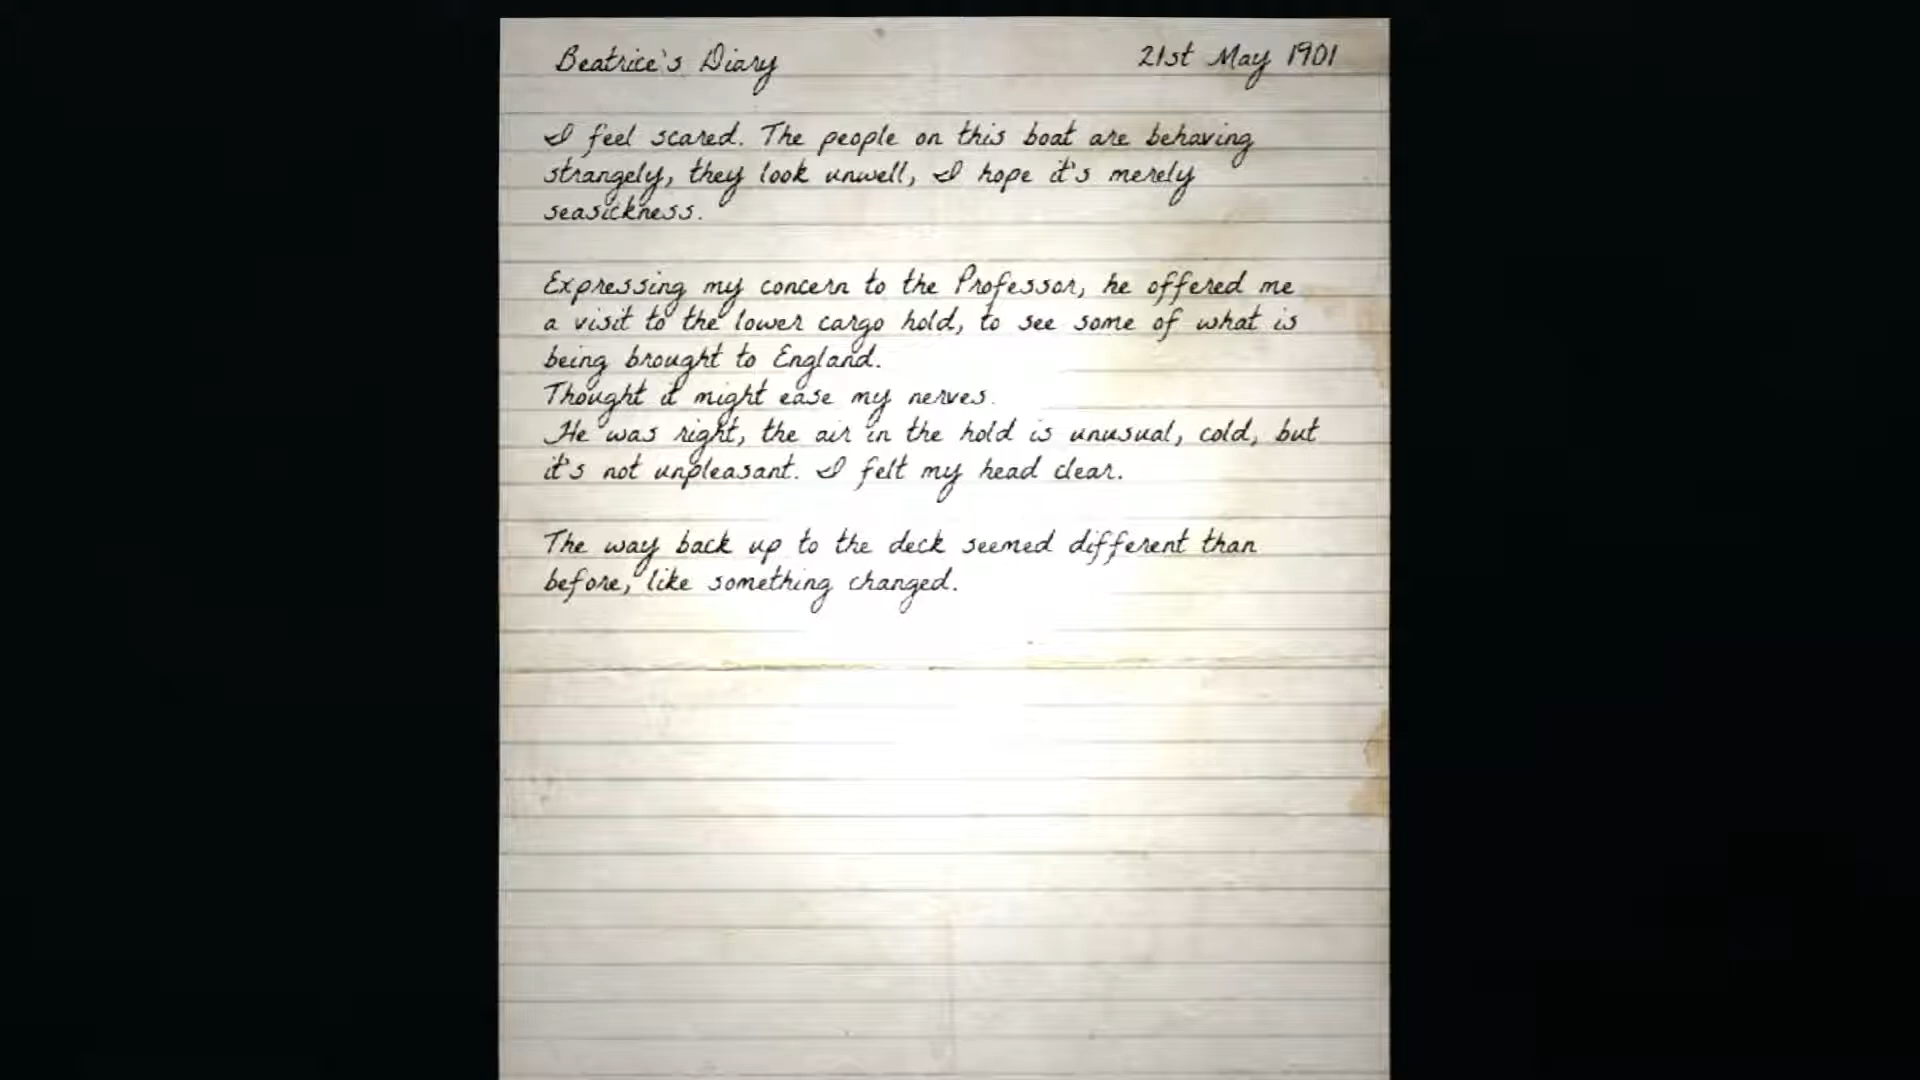 Beatrice's Diary 21st May 1901
I feel scared. The people on this boat are behaving
strangely, they look unwell, I hope it's merely
seasickness.
Expressing my concern to the Professor, he offered me
a visit to the lower cargo hold, to see some of what is
being brought to England.
Thought it might ease my nerves.
He was right, the air in the hold is unusual, cold, but
it's not unpleasant. I felt my head clear.
The way back up to the deck seemed different than
before, like something changed.